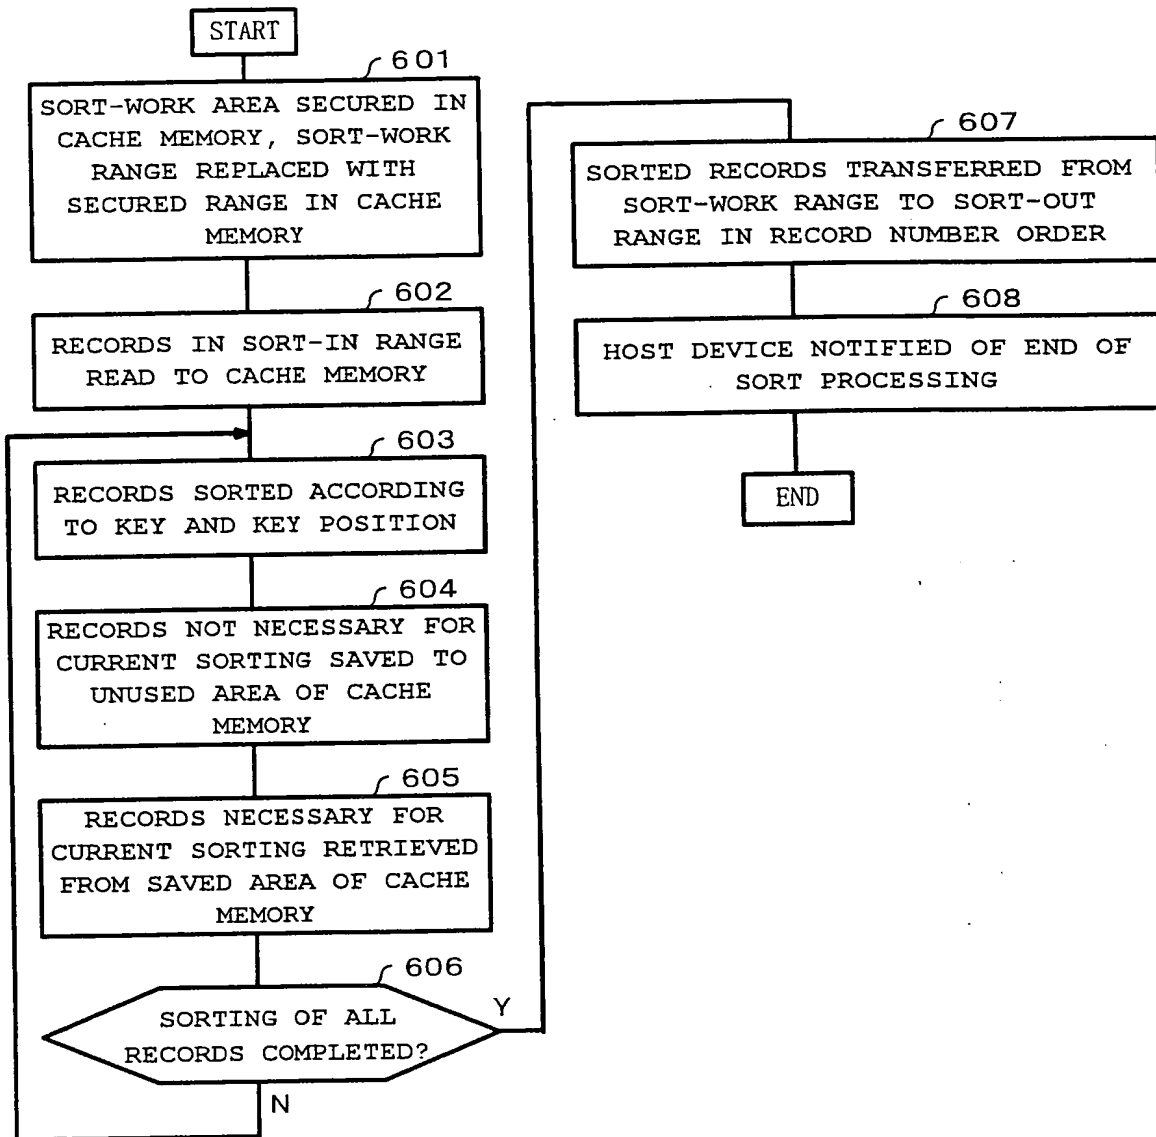 START
601
SORT-WORK AREA SECURED IN
CACHE MEMORY, SORT-WORK
RANGE REPLACED WITH
SECURED RANGE IN CACHE
MEMORY
602
RECORDS IN SORT-IN RANGE
READ TO CACHE MEMORY
603
RECORDS SORTED ACCORDING
TO KEY AND KEY POSITION
604
RECORDS NOT NECESSARY FOR
CURRENT SORTING SAVED TO
UNUSED AREA OF CACHE
MEMORY
605
RECORDS NECESSARY FOR
CURRENT SORTING RETRIEVED
FROM SAVED AREA OF CACHE
MEMORY
606
SORTING OF ALL
RECORDS COMPLETED?
Y
N
607
SORTED RECORDS TRANSFERRED FROM
SORT-WORK RANGE TO SORT-OUT
RANGE IN RECORD NUMBER ORDER
608
HOST DEVICE NOTIFIED OF END OF
SORT PROCESSING
END